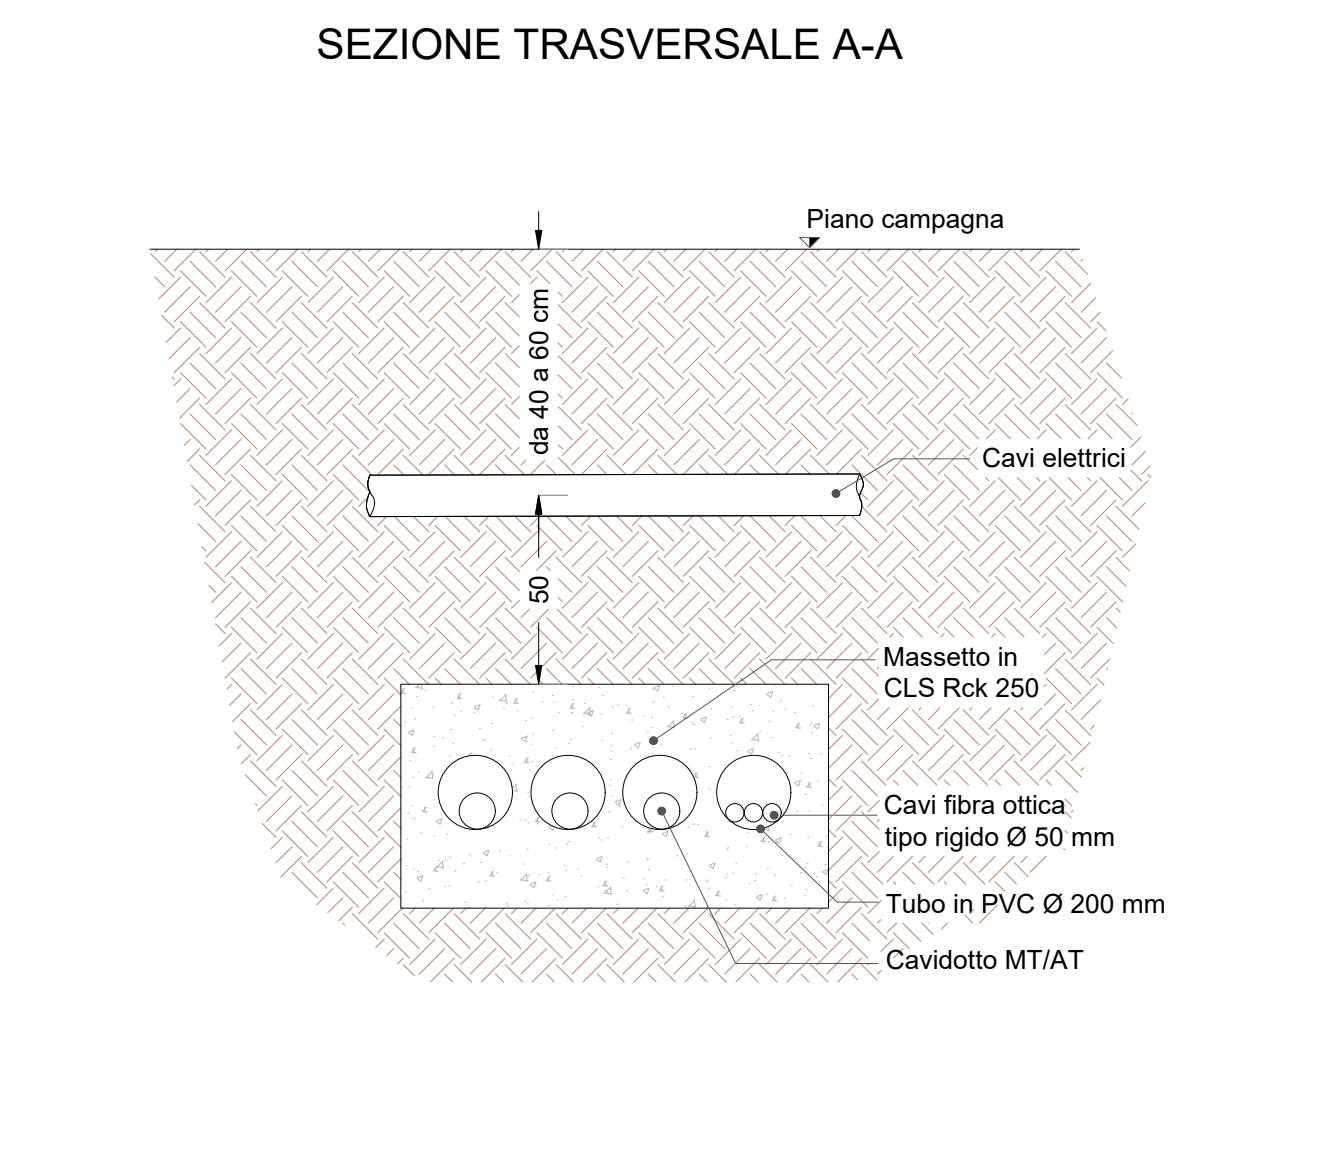 SEZIONE TRASVERSALE A-A
Piano campagna
da 40 a 60 cm
Cavi elettrici
50
Massetto in
CLS Rck 250
Cavi fibra ottica
tipo rigido Ø 50 mm
Tubo in PVC Ø 200 mm
Cavidotto MT/AT